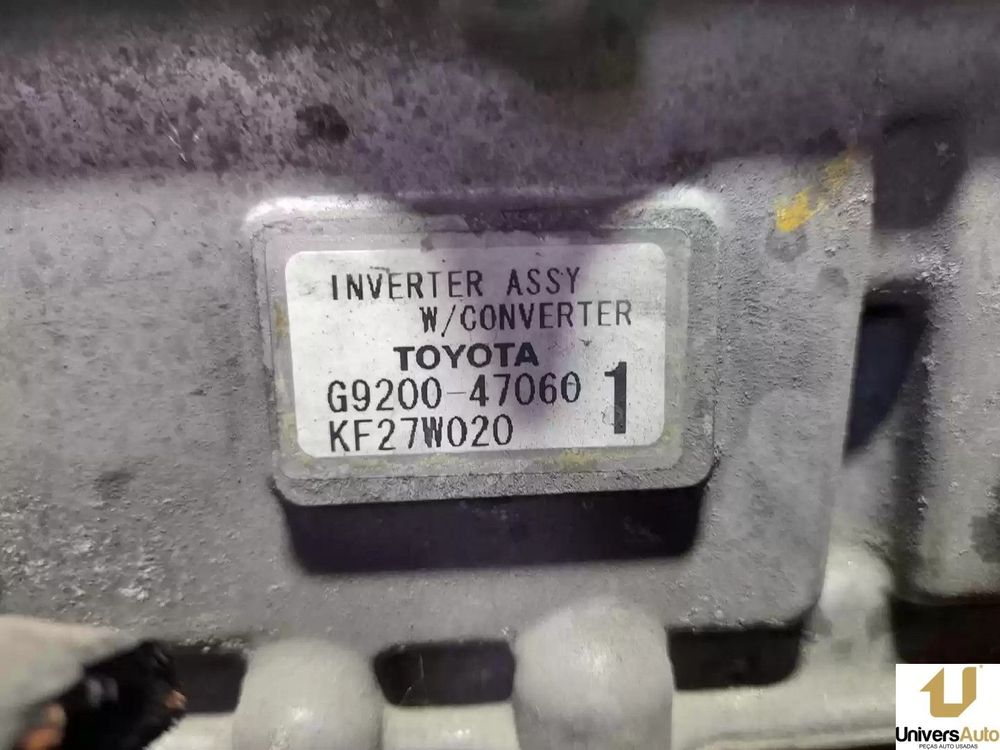 INVERTER ASSY
W/CONVERTER
TOYOTA
G9200-47060 1
KF27W020
UniversAuto
PEÇAS AUTO USADAS